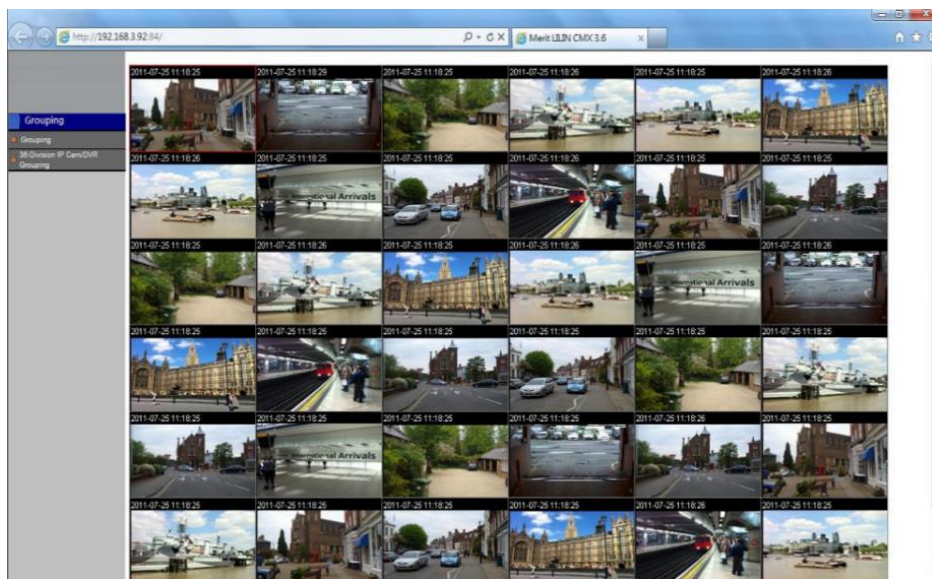 http://192.168.3.92:84/
Merit LILIN CMX 3.6
Grouping
Grouping
36-Division IP Cam/DVR
Grouping
2011-07-25 11:18:25 2011-07-25 11:18:29 2011-07-25 11:18:25 2011-07-25 11:18:26 2011-07-25 11:18:26 2011-07-25 11:18:26
2011-07-25 11:18:26 2011-07-25 11:18:25 2011-07-25 11:18:25 2011-07-25 11:18:26 2011-07-25 11:18:25 2011-07-25 11:18:26
International Arrivals
2011-07-25 11:18:25 2011-07-25 11:18:26 2011-07-25 11:18:25 2011-07-25 11:18:26 2011-07-25 11:18:25 2011-07-25 11:18:26
International Arrivals
2011-07-25 11:18:25 2011-07-25 11:18:25 2011-07-25 11:18:25 2011-07-25 11:18:25 2011-07-25 11:18:25 2011-07-25 11:18:25
2011-07-25 11:18:25 2011-07-25 11:18:26 2011-07-25 11:18:25 2011-07-25 11:18:25 2011-07-25 11:18:26 2011-07-25 11:18:25
International Arrivals
2011-07-25 11:18:25 2011-07-25 11:18:25 2011-07-25 11:18:25 2011-07-25 11:18:25 2011-07-25 11:18:26 2011-07-25 11:18:25